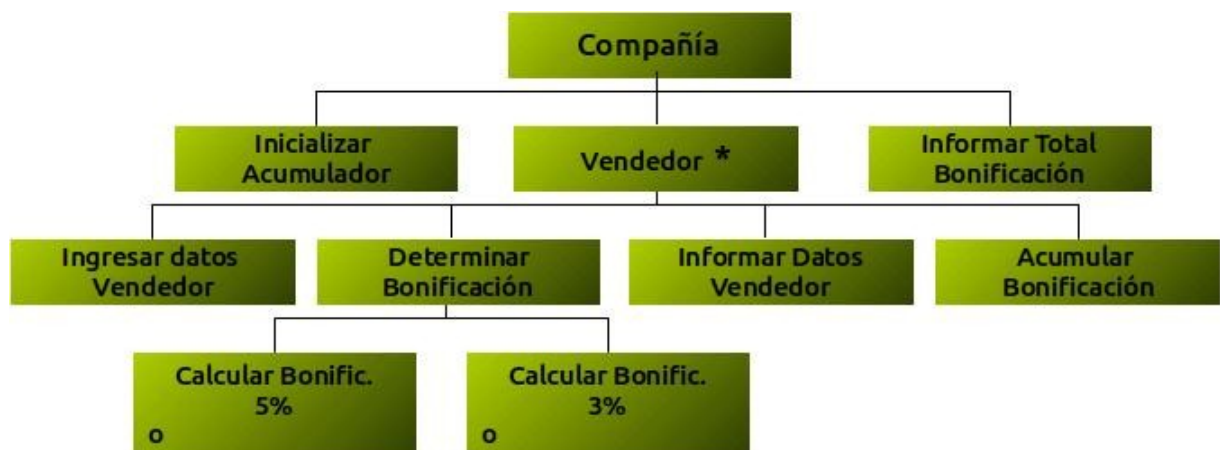 Compañía
Inicializar
Acumulador
Vendedor *
Informar Total
Bonificación
Ingresar datos
Vendedor
Determinar
Bonificación
Informar Datos
Vendedor
Acumular
Bonificación
Calcular Bonific.
5%
o
Calcular Bonific.
3%
o